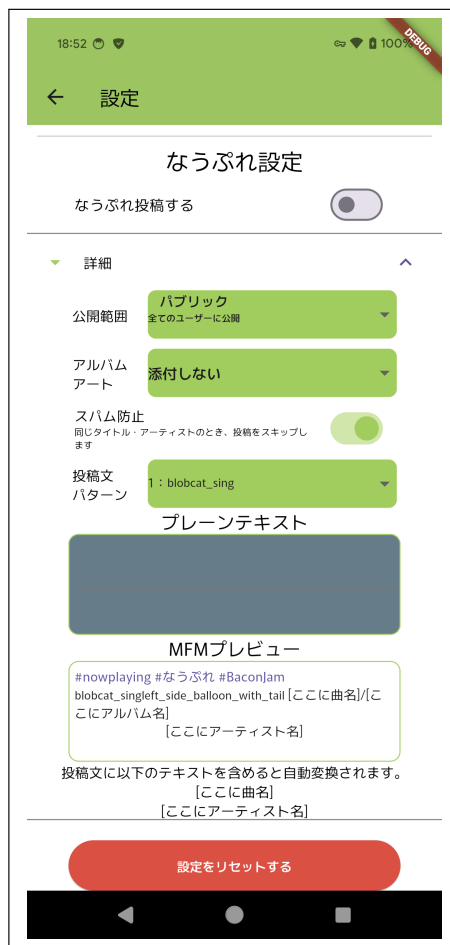 18:52
100%
DEBUG
設定
なうぷれ設定
なうぷれ投稿する
詳細
公開範囲
パブリック
全てのユーザーに公開
アルバム
アート
添付しない
スパム防止
同じタイトル・アーティストのとき、投稿をスキップし
ます
投稿文
パターン
1：blobcat_sing
プレーンテキスト
MFMプレビュー
#nowplaying #なうぷれ #BaconJam
blobcat_singleft_side_balloon_with_tail [ここに曲名]/[こ
こにアルバム名]
[ここにアーティスト名]
投稿文に以下のテキストを含めると自動変換されます。
[ここに曲名]
[ここにアーティスト名]
設定をリセットする